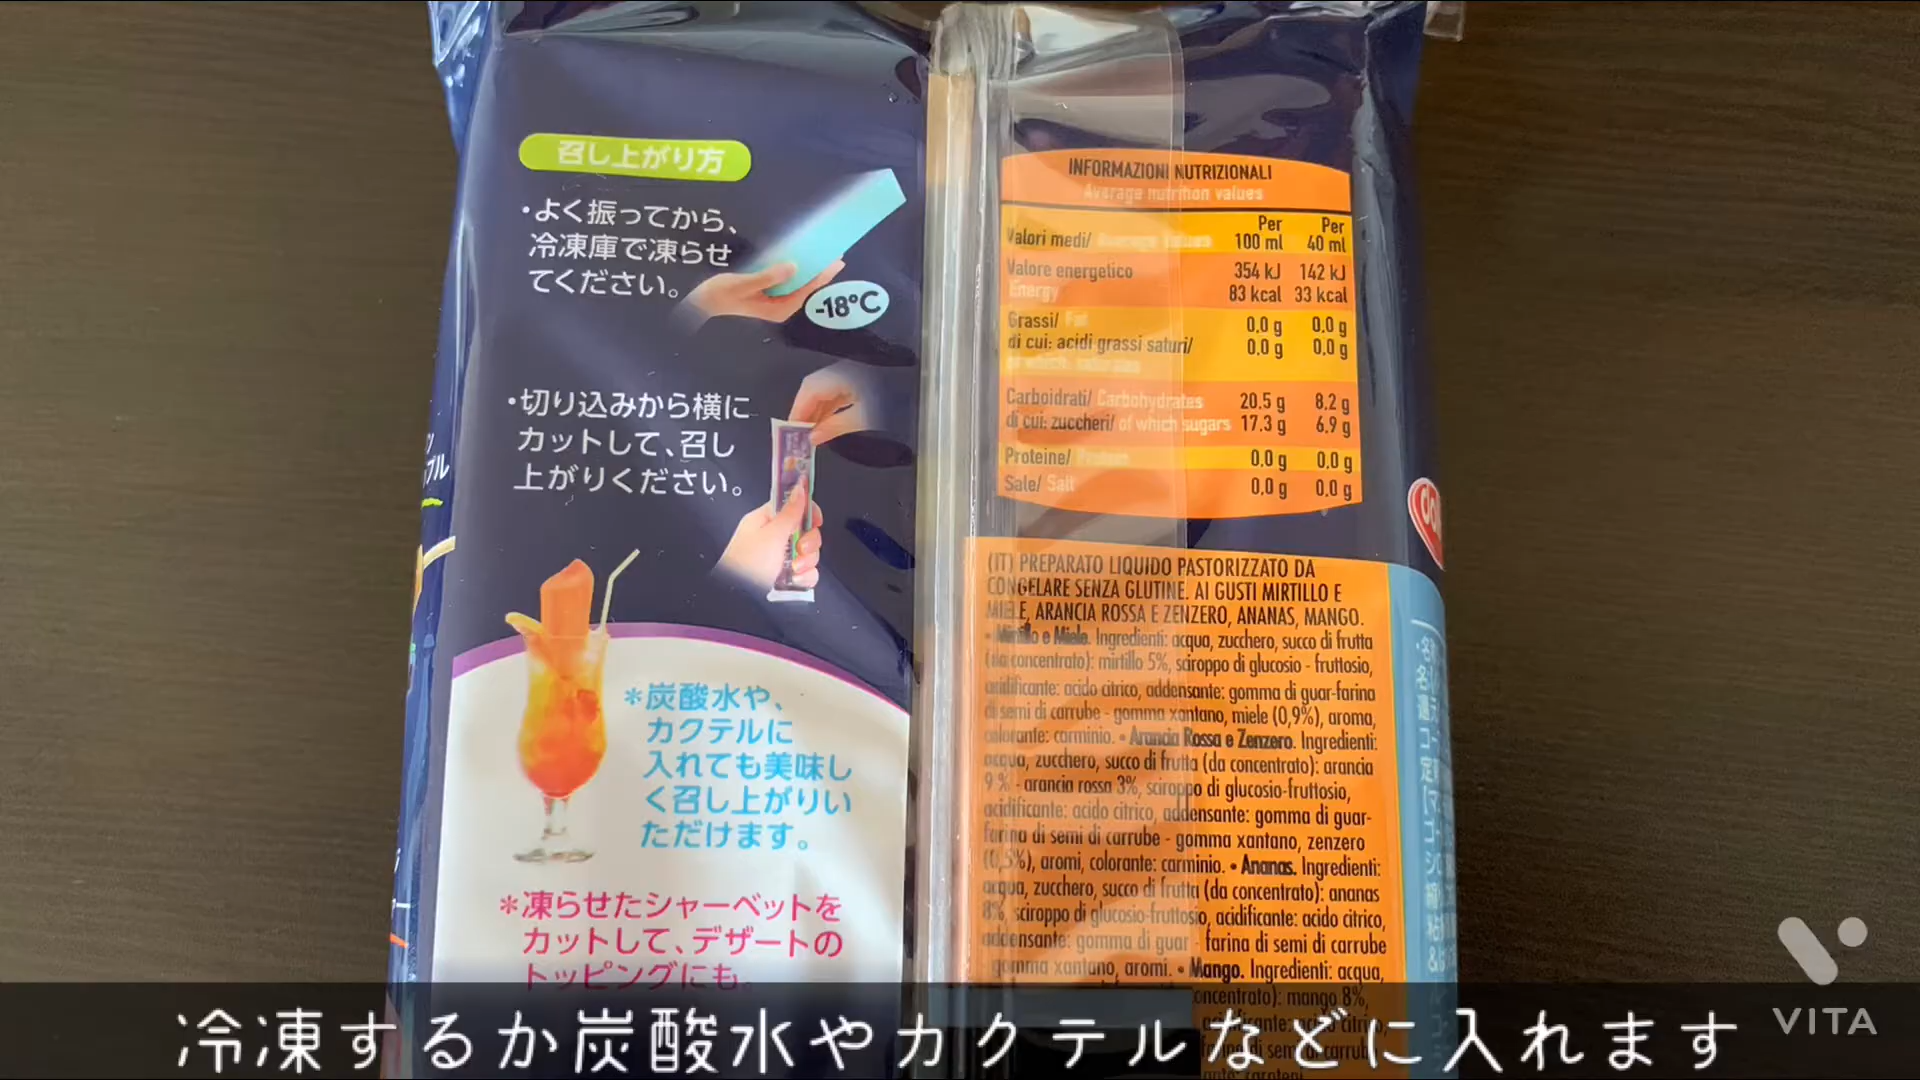 召し上がり方
・よく振ってから、
冷凍庫で凍らせ
てください。
-18°C
・切り込みから横に
カットして、召し
上がりください。
*炭酸水や、
カクテルに
入れても美味し
く召し上がりい
ただけます。
*凍らせたシャーベットを
カットして、デザートの
トッピングにも。
INFORMAZIONI NUTRIZIONALI
Average nutrition values
Valori medi/ Average values Per 100 ml Per 40 ml
Valore energetico 354 kJ 142 kJ
Energy 83 kcal 33 kcal
Grassi/ Fat 0.0 g 0.0 g
di cui: acidi grassi saturi/ 0.0 g 0.0 g
of which: saturates
Carboidrati/ Carbohydrates 20.5 g 8.2 g
di cui: zuccheri/ of which sugars 17.3 g 6.9 g
Proteine/ Protein 0.0 g 0.0 g
Sale/ Salt 0.0 g 0.0 g
(IT) PREPARATO LIQUIDO PASTORIZZATO DA
CONGELARE SENZA GLUTINE. AI GUSTI MIRTILLO E
MIELE, ARANCIA ROSSA E ZENZERO, ANANAS, MANGO.
• Mirtillo e Miele. Ingredienti: acqua, zucchero, succo di frutta
(da concentrato): mirtillo 5%, sciroppo di glucosio - fruttosio,
acidificante: acido citrico, addensante: gomma di guar-farina
di semi di carrube - gomma xantano, miele (0,9%), aroma,
colorante: carminio. • Arancia Rossa e Zenzero. Ingredienti:
acqua, zucchero, succo di frutta (da concentrato): arancia
9 % - arancia rossa 3%, sciroppo di glucosio-fruttosio,
acidificante: acido citrico, addensante: gomma di guar-
farina di semi di carrube - gomma xantano, zenzero
(0,5%), aromi, colorante: carminio. • Ananas. Ingredienti:
acqua, zucchero, succo di frutta (da concentrato): ananas
8%, sciroppo di glucosio-fruttosio, acidificante: acido citrico,
addensante: gomma di guar - farina di semi di carrube
gomma xantano, aromi. • Mango. Ingredienti: acqua,
concentrato): mango 8%,
冷凍するか炭酸水やカクテルなどに入れます
VITA